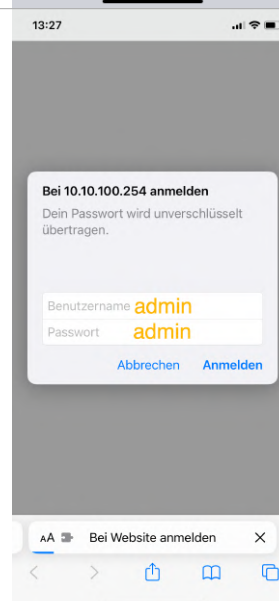 13:27
Bei 10.10.100.254 anmelden
Dein Passwort wird unverschlüsselt
übertragen.
Benutzername admin
Passwort admin
Abbrechen Anmelden
AA Bei Website anmelden